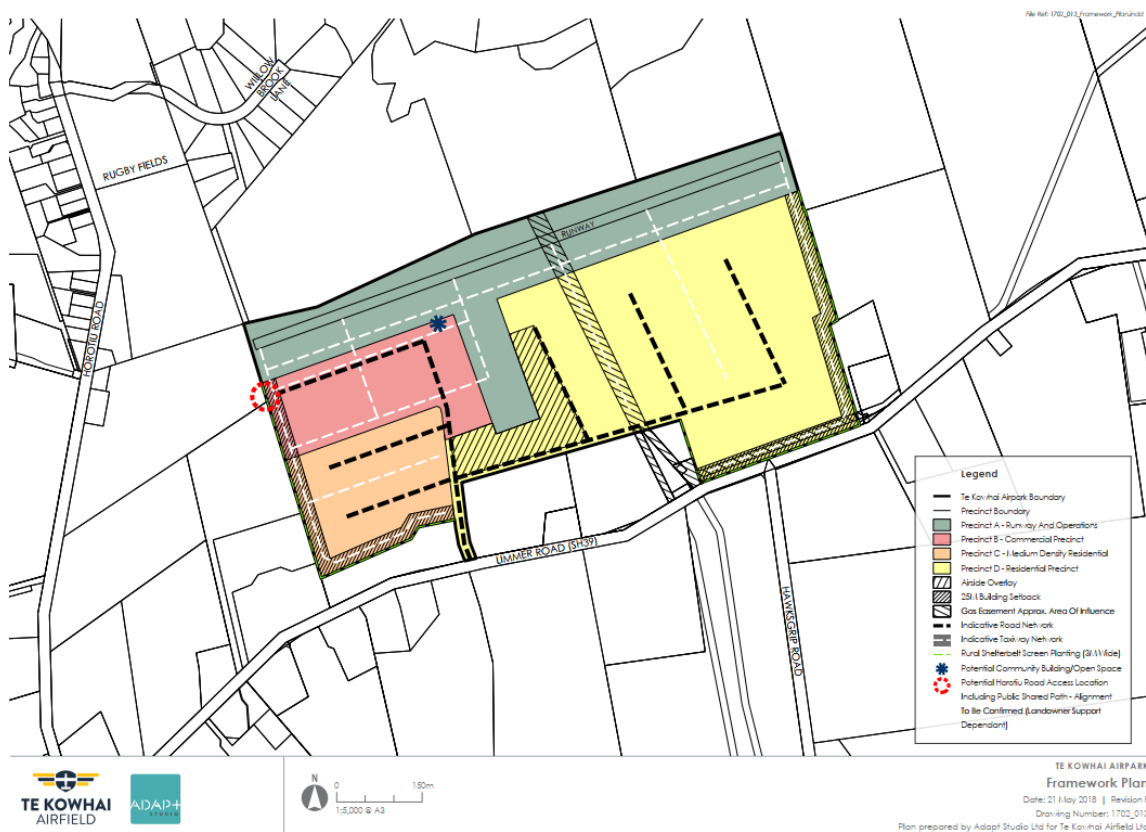 File Ref: 1702_013_Framework_Plan.indd
WILLOW
BROOK
LANE
RUGBY FIELDS
HOROTIU ROAD
RUNWAY
LIMMER ROAD (SH39)
HAWKSGRIP ROAD
Legend
Te Kowhai Airpark Boundary
Precinct Boundary
Precinct A - Runway And Operations
Precinct B - Commercial Precinct
Precinct C - Medium Density Residential
Precinct D - Residential Precinct
Airside Overlay
25M Building Setback
Gas Easement Approx. Area Of Influence
Indicative Road Network
Indicative Taxiway Network
Rural Shelterbelt Screen Planting (3M Wide)
Potential Community Building/Open Space
Potential Horotiu Road Access Location
Including Public Shared Path - Alignment
To Be Confirmed (Landowner Support
Dependant)
TE KOWHAI
AIRFIELD
ADAP+
STUDIO
N
0 150m
1:5,000 @ A3
TE KOWHAI AIRPARK
Framework Plan
Date: 21 May 2018 | Revision
Drawing Number: 1702_01
Plan prepared by Adapt Studio Ltd for Te Kowhai Airfield Ltd